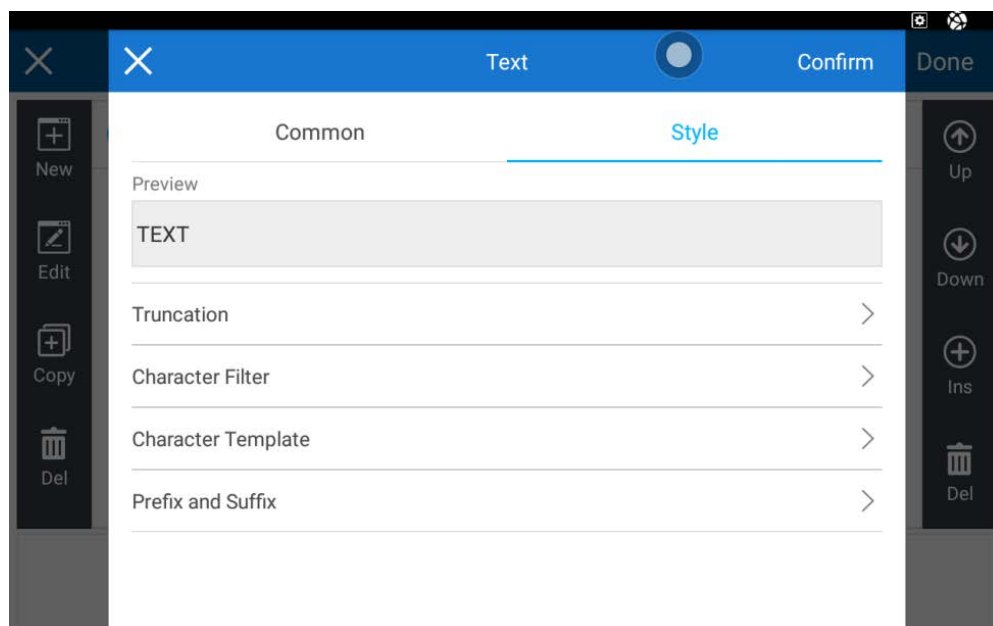 Text
Confirm
Done
Common
Style
New
Up
Preview
TEXT
Edit
Down
Truncation
Character Filter
Copy
Ins
Character Template
Del
Del
Prefix and Suffix